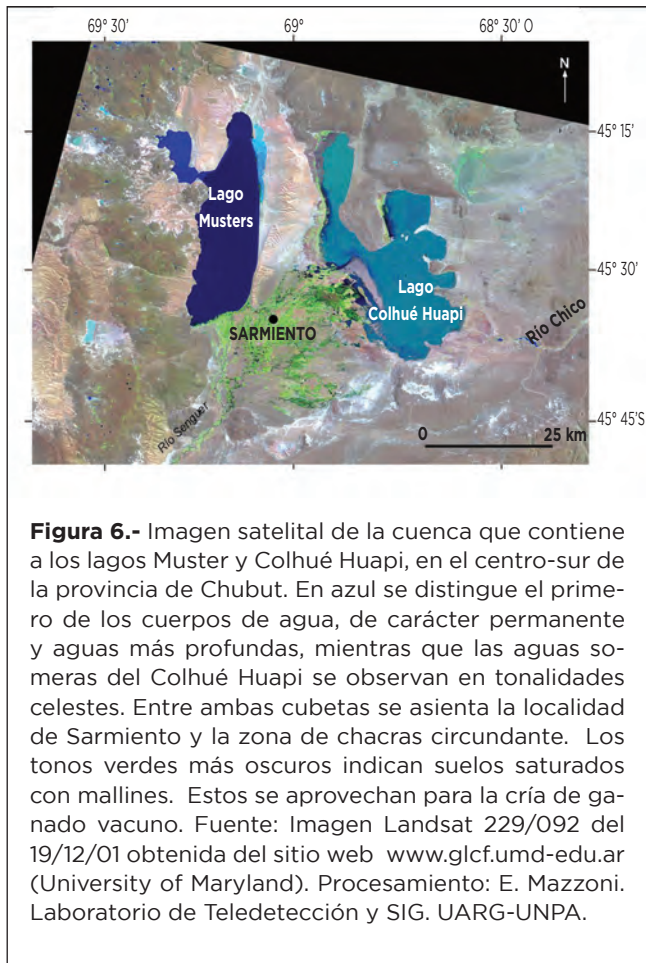 69° 30'
69°
68° 30' O
N
45° 15'
Lago
Musters
45° 30'
Lago
Colhué Huapi
SARMIENTO
Río Chico
Río Senguer
45° 45'S
0
25 km
Figura 6.- Imagen satelital de la cuenca que contiene
a los lagos Muster y Colhué Huapi, en el centro-sur de
la provincia de Chubut. En azul se distingue el prime-
ro de los cuerpos de agua, de carácter permanente
y aguas más profundas, mientras que las aguas so-
meras del Colhué Huapi se observan en tonalidades
celestes. Entre ambas cubetas se asienta la localidad
de Sarmiento y la zona de chacras circundante. Los
tonos verdes más oscuros indican suelos saturados
con mallines. Estos se aprovechan para la cría de ga-
nado vacuno. Fuente: Imagen Landsat 229/092 del
19/12/01 obtenida del sitio web www.glcf.umd-edu.ar
(University of Maryland). Procesamiento: E. Mazzoni.
Laboratorio de Teledetección y SIG. UARG-UNPA.